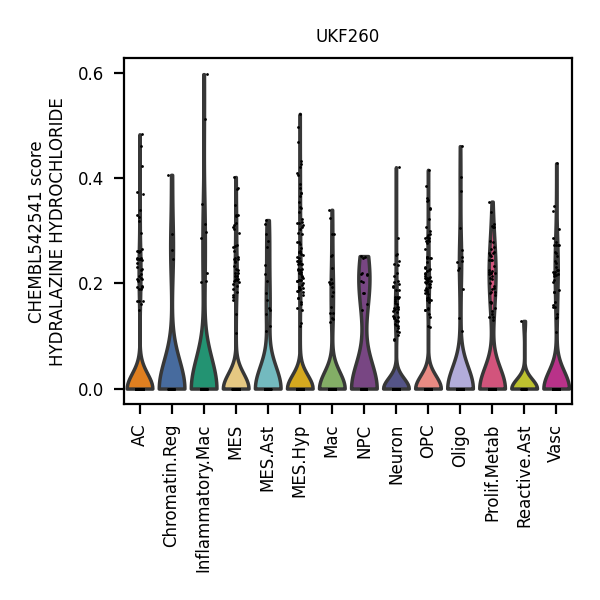 UKF260
CHEMBL542541 score
HYDRALAZINE HYDROCHLORIDE
0.6
0.4
0.2
0.0
AC
Chromatin.Reg
Inflammatory.Mac
MES
MES.Ast
MES.Hyp
Mac
NPC
Neuron
OPC
Oligo
Prolif.Metab
Reactive.Ast
Vasc